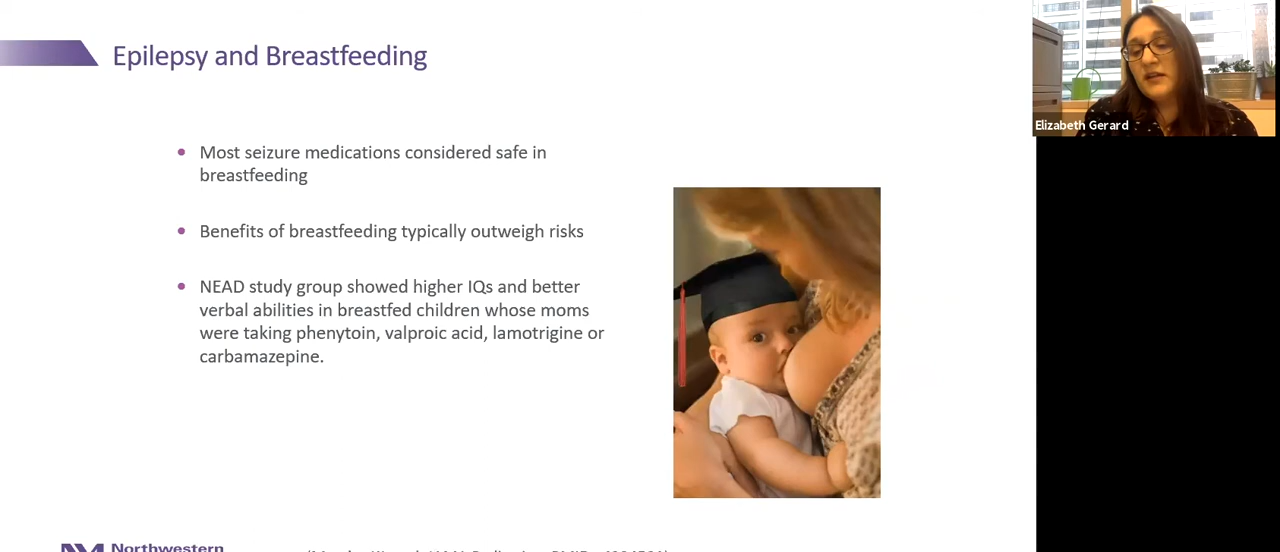 Epilepsy and Breastfeeding
Most seizure medications considered safe in
breastfeeding
Benefits of breastfeeding typically outweigh risks
NEAD study group showed higher IQs and better
verbal abilities in breastfed children whose moms
were taking phenytoin, valproic acid, lamotrigine or
carbamazepine.
Elizabeth Gerard
Northwestern